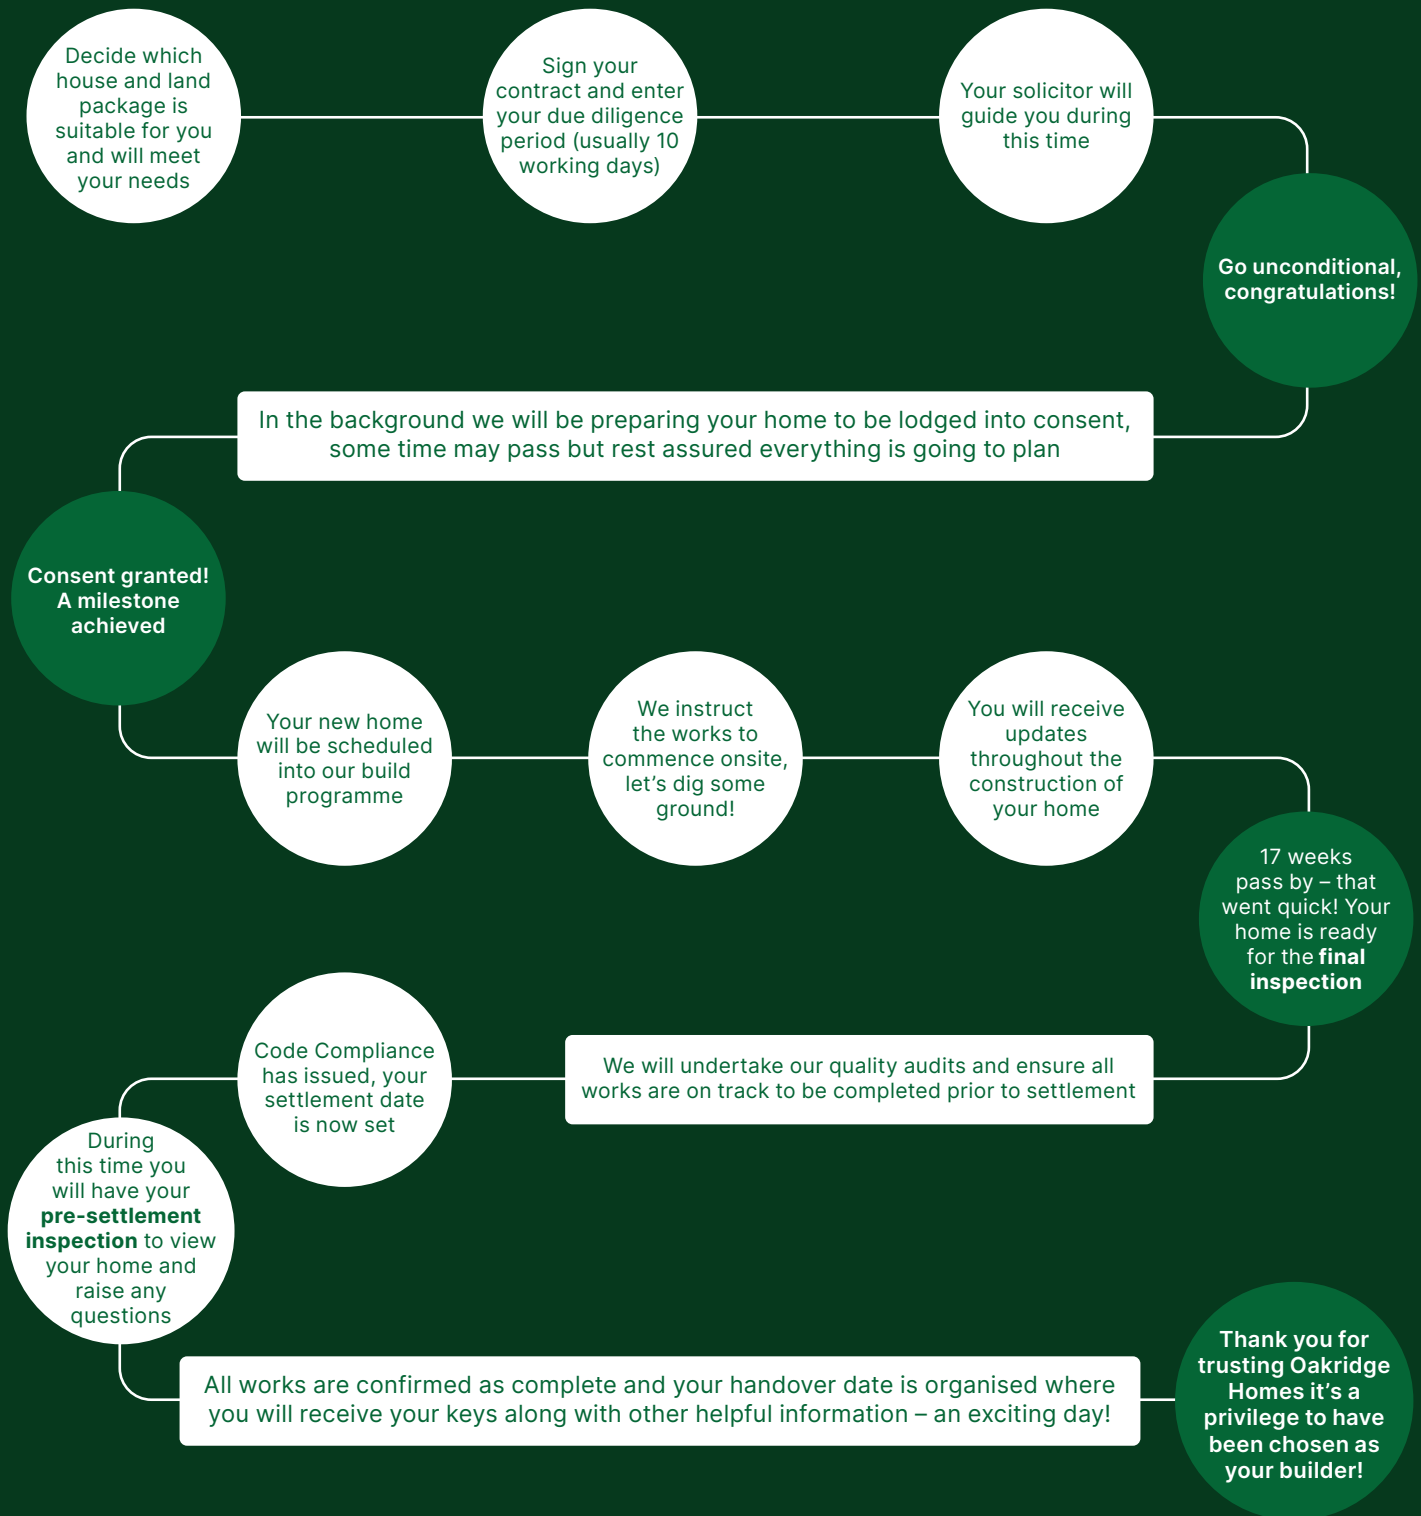 Decide which
house and land
package is
suitable for you
and will meet
your needs
Sign your
contract and enter
your due diligence
period (usually 10
working days)
Your solicitor will
guide you during
this time
Go unconditional,
congratulations!
In the background we will be preparing your home to be lodged into consent,
some time may pass but rest assured everything is going to plan
Consent granted!
A milestone
achieved
Your new home
will be scheduled
into our build
programme
We instruct
the works to
commence onsite,
let’s dig some
ground!
You will receive
updates
throughout the
construction of
your home
17 weeks
pass by – that
went quick! Your
home is ready
for the final
inspection
We will undertake our quality audits and ensure all
works are on track to be completed prior to settlement
Code Compliance
has issued, your
settlement date
is now set
During
this time you
will have your
pre-settlement
inspection to view
your home and
raise any
questions
All works are confirmed as complete and your handover date is organised where
you will receive your keys along with other helpful information – an exciting day!
Thank you for
trusting Oakridge
Homes it’s a
privilege to have
been chosen as
your builder!